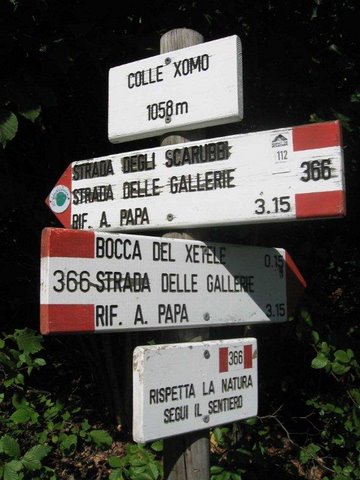 COLLE XOMO
1058 m
STRADA DEGLI SCARUBBI
STRADA DELLE GALLERIE
RIF. A. PAPA 3.15
112
366
BOCCA DEL XETELE 0.15
366 STRADA DELLE GALLERIE
RIF. A. PAPA 3.15
366
RISPETTA LA NATURA
SEGUI IL SENTIERO